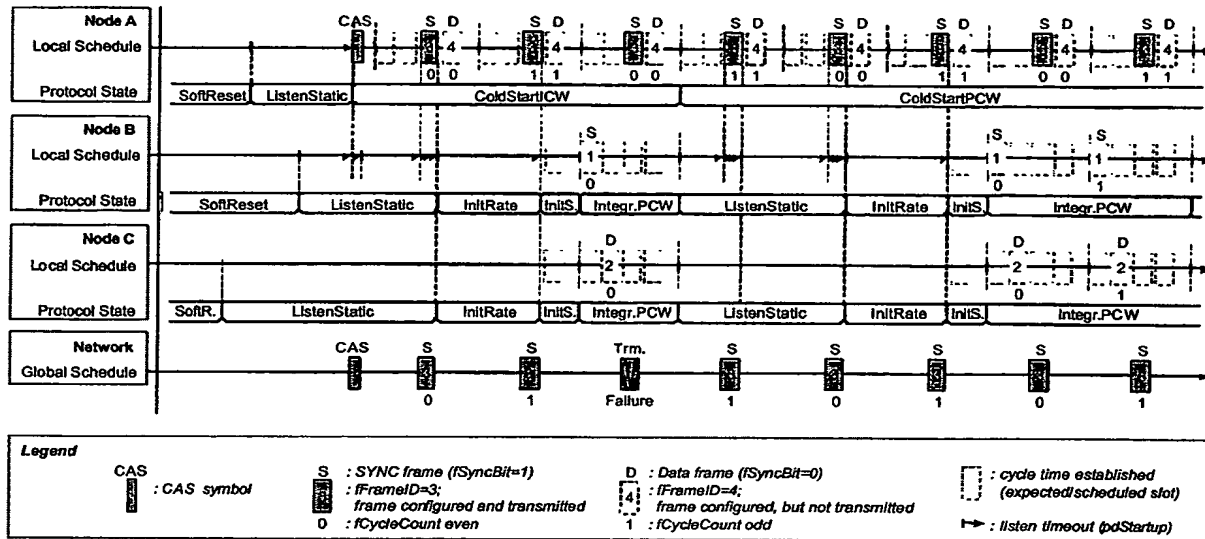 Node A
CAS S D S D S S D S S D S S D
Local Schedule
4 4 4 4 4 4 4 4
0 0 1 1 0 0 1 1 0 0 1 1 0 0 1 1
Protocol State
SoftReset ListenStatic ColdStartICW ColdStartPCW
Node B
S S S
Local Schedule
1 1 1
0 0 1
Protocol State
SoftReset ListenStatic InitRate InitS. Integr.PCW ListenStatic InitRate InitS. Integr.PCW
Node C
D D D
Local Schedule
2 2 2
0 0 1
Protocol State
SoftR. ListenStatic InitRate InitS. Integr.PCW ListenStatic InitRate InitS. Integr.PCW
Network
CAS S S Trm. S S S S S
Global Schedule
0 1 Failure 1 0 1 0 1
Legend
CAS
: CAS symbol
S : SYNC frame (fSyncBit=1)
: fFrameID=3;
frame configured and transmitted
0 : fCycleCount even
D : Data frame (fSyncBit=0)
4 : fFrameID=4;
frame configured, but not transmitted
1 : fCycleCount odd
: cycle time established
(expected/scheduled slot)
: listen timeout (pdStartup)